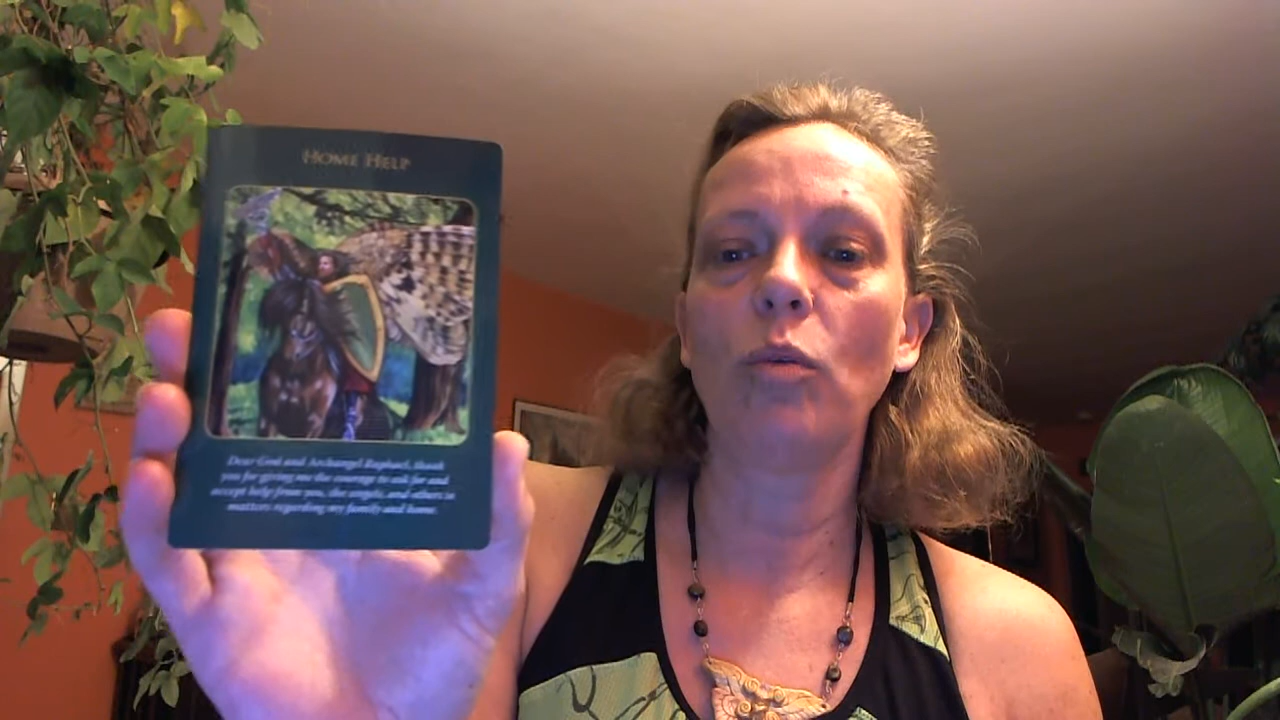 HOME HELP
Dear God and Archangel Raphael, thank
you for giving me the courage to ask for and
accept help from you, the angels, and others in
matters regarding my family and home.